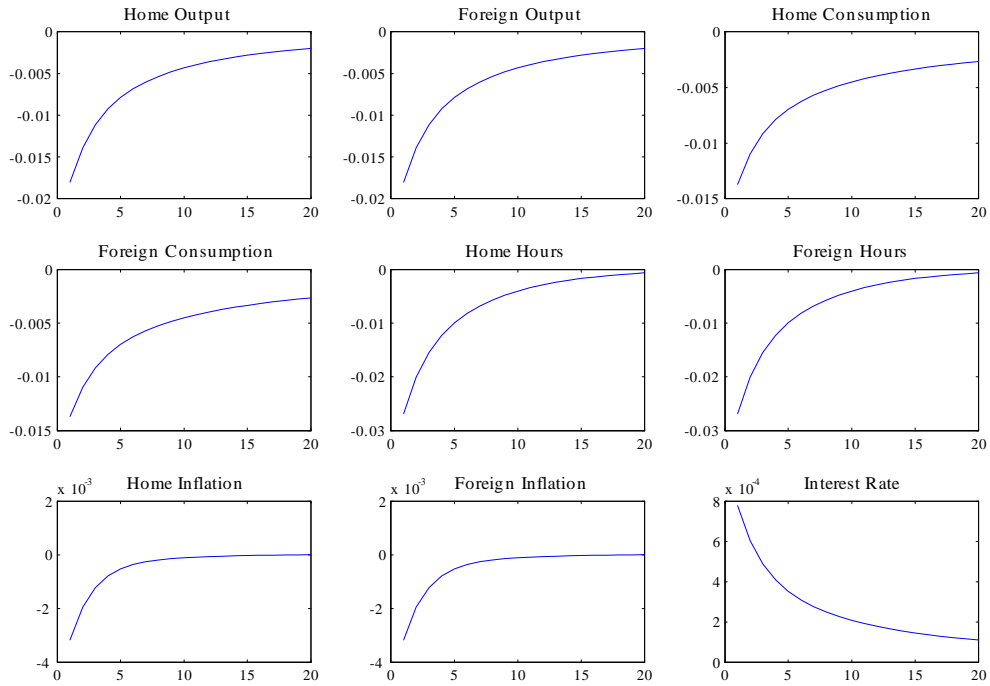 Home Output
0
-0.005
-0.01
-0.015
-0.02
0 5 10 15 20
Foreign Output
0
-0.005
-0.01
-0.015
-0.02
0 5 10 15 20
Home Consumption
0
-0.005
-0.01
-0.015
0 5 10 15 20
Foreign Consumption
0
-0.005
-0.01
-0.015
0 5 10 15 20
Home Hours
0
-0.01
-0.02
-0.03
0 5 10 15 20
Foreign Hours
0
-0.01
-0.02
-0.03
0 5 10 15 20
Home Inflation
x 10-3
2
0
-2
-4
0 5 10 15 20
Foreign Inflation
x 10-3
2
0
-2
-4
0 5 10 15 20
Interest Rate
x 10-4
8
6
4
2
0
0 5 10 15 20